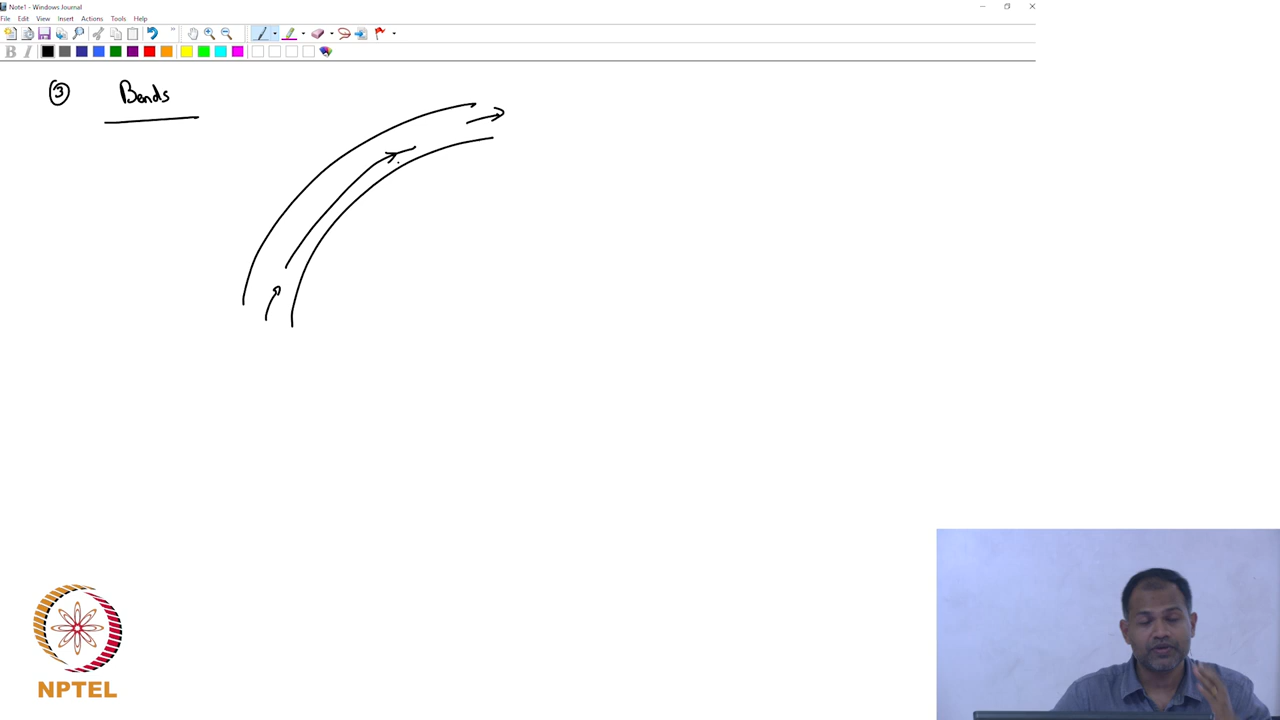 Note1 - Windows Journal
File Edit View Insert Actions Tools Help
B I
③ Bends
NPTEL